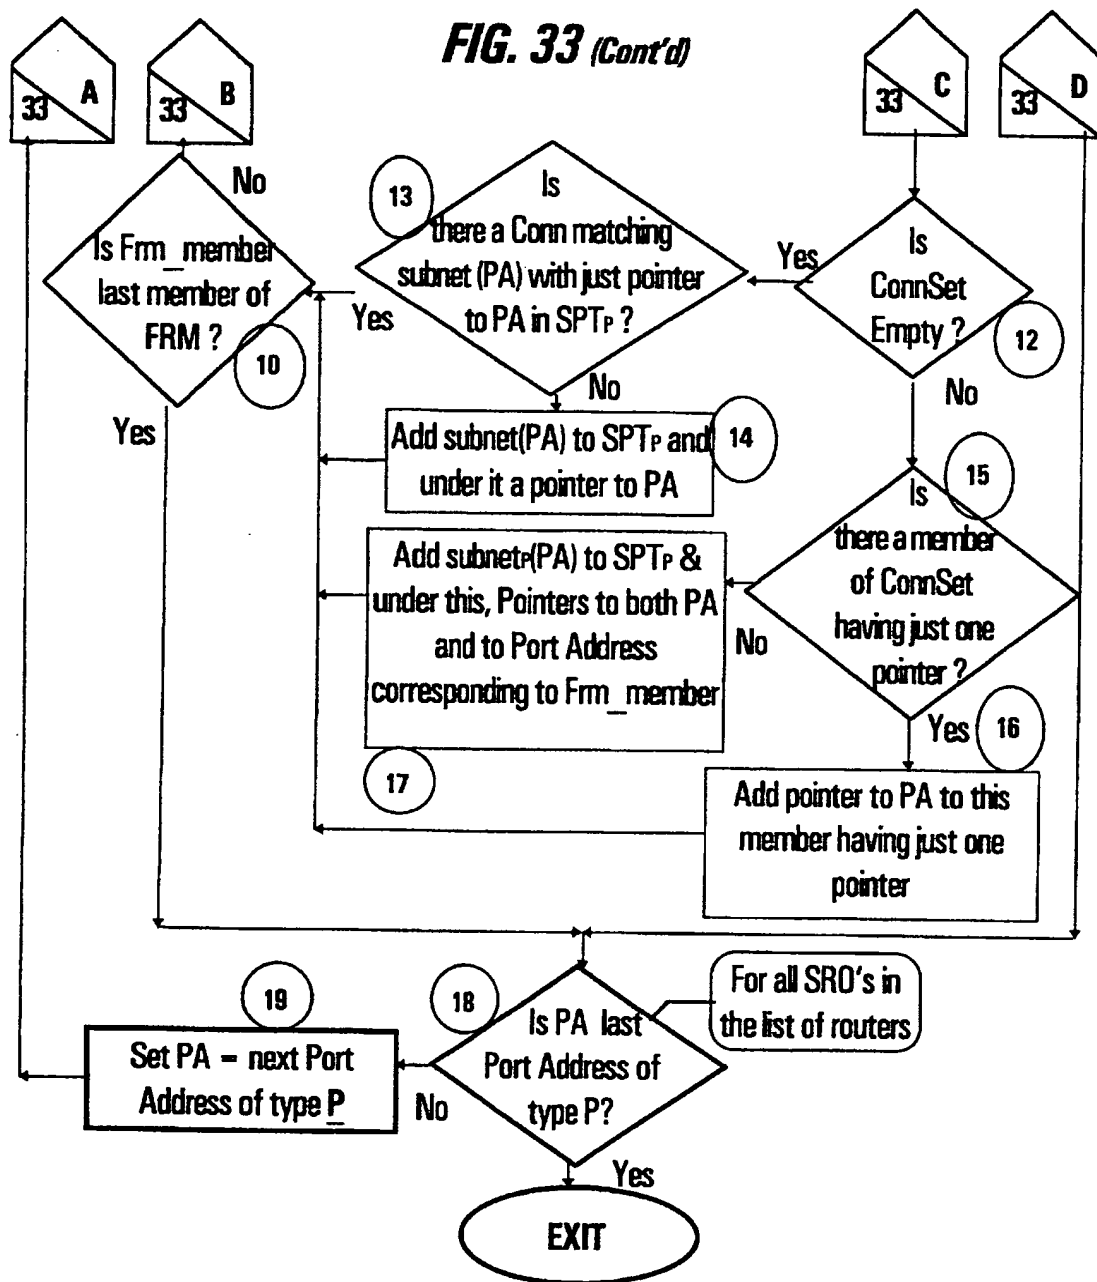 FIG. 33 (Cont'd)
33 A
33 B
33 C
33 D
No
Is Frm_member
last member of
FRM ?
10
Yes
13
Is
there a Conn matching
subnet (PA) with just pointer
to PA in SPTP ?
Yes
No
Yes
Is
ConnSet
Empty ?
12
No
Add subnet(PA) to SPTP and
under it a pointer to PA
14
15
Is
there a member
of ConnSet
having just one
pointer ?
No
Yes
Add subnetP(PA) to SPTP &
under this, Pointers to both PA
and to Port Address
corresponding to Frm_member
17
16
Add pointer to PA to this
member having just one
pointer
For all SRO's in
the list of routers
18
Is PA last
Port Address of
type P?
No
Yes
19
Set PA = next Port
Address of type P
EXIT